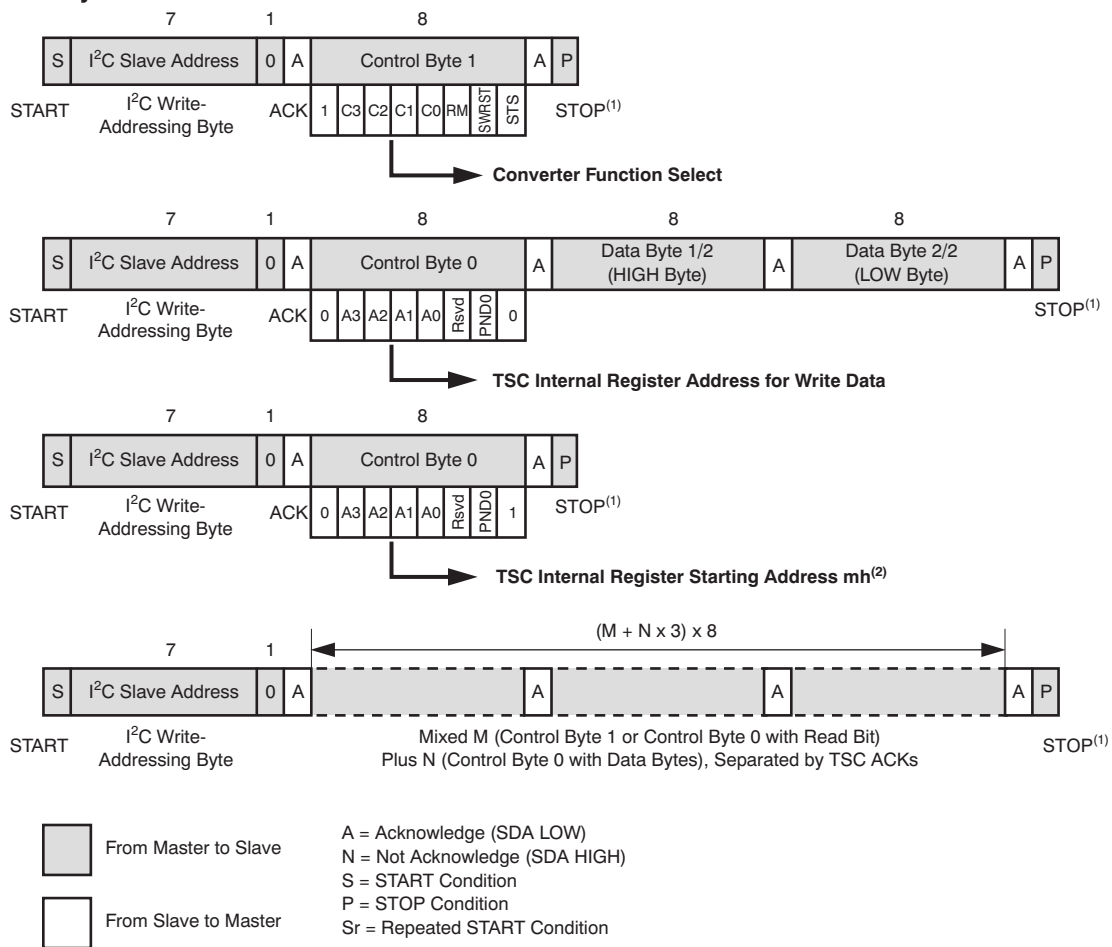 7 1 8
S I²C Slave Address 0 A Control Byte 1 A P
START I²C Write-Addressing Byte ACK 1 C3 C2 C1 C0 RM SWRST STS STOP(1)
Converter Function Select
7 1 8 8 8
S I²C Slave Address 0 A Control Byte 0 A Data Byte 1/2 (HIGH Byte) A Data Byte 2/2 (LOW Byte) A P
START I²C Write-Addressing Byte ACK 0 A3 A2 A1 A0 Rsvd PND0 0 STOP(1)
TSC Internal Register Address for Write Data
7 1 8
S I²C Slave Address 0 A Control Byte 0 A P
START I²C Write-Addressing Byte ACK 0 A3 A2 A1 A0 Rsvd PND0 1 STOP(1)
TSC Internal Register Starting Address mh(2)
7 1 (M + N x 3) x 8
S I²C Slave Address 0 A A A A P
START I²C Write-Addressing Byte STOP(1)
Mixed M (Control Byte 1 or Control Byte 0 with Read Bit)
Plus N (Control Byte 0 with Data Bytes), Separated by TSC ACKs
From Master to Slave
From Slave to Master
A = Acknowledge (SDA LOW)
N = Not Acknowledge (SDA HIGH)
S = START Condition
P = STOP Condition
Sr = Repeated START Condition